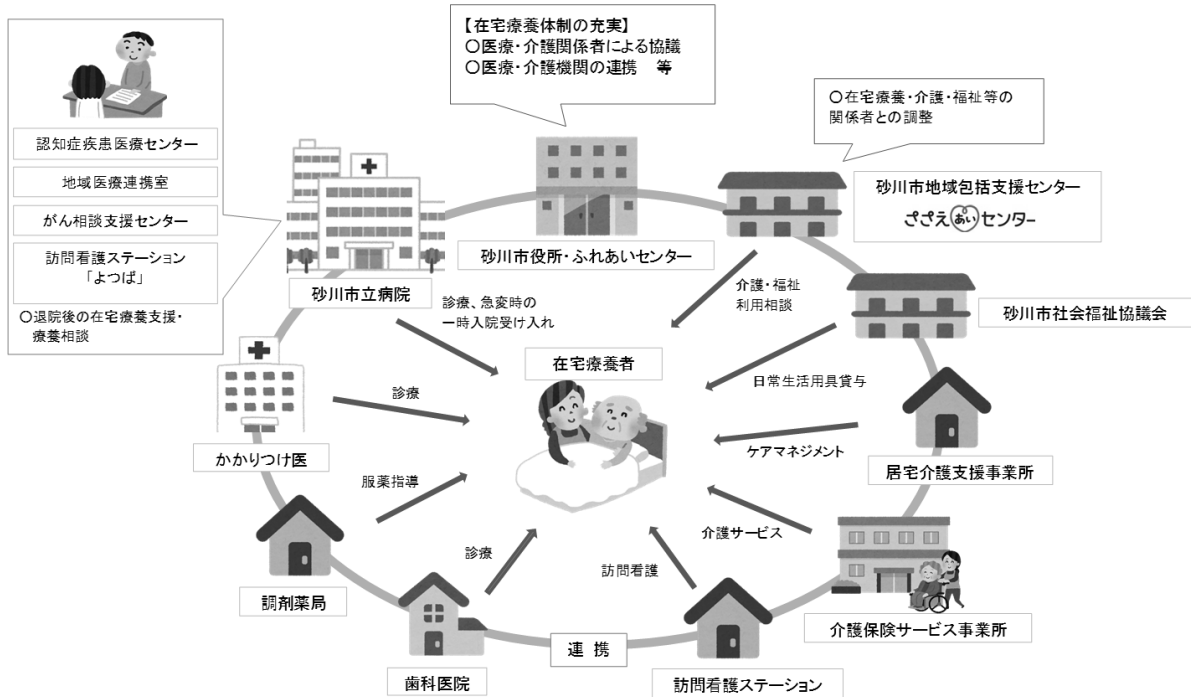 認知症疾患医療センター
地域医療連携室
がん相談支援センター
訪問看護ステーション
「よつば」
〇退院後の在宅療養支援・
療養相談
【在宅療養体制の充実】
〇医療・介護関係者による協議
〇医療・介護機関の連携　等
〇在宅療養・介護・福祉等の
関係者との調整
砂川市地域包括支援センター
ささえあいセンター
砂川市役所・ふれあいセンター
砂川市立病院
診療、急変時の
一時入院受け入れ
介護・福祉
利用相談
砂川市社会福祉協議会
在宅療養者
日常生活用具貸与
診療
かかりつけ医
ケアマネジメント
居宅介護支援事業所
服薬指導
介護サービス
診療
訪問看護
調剤薬局
介護保険サービス事業所
連 携
歯科医院
訪問看護ステーション